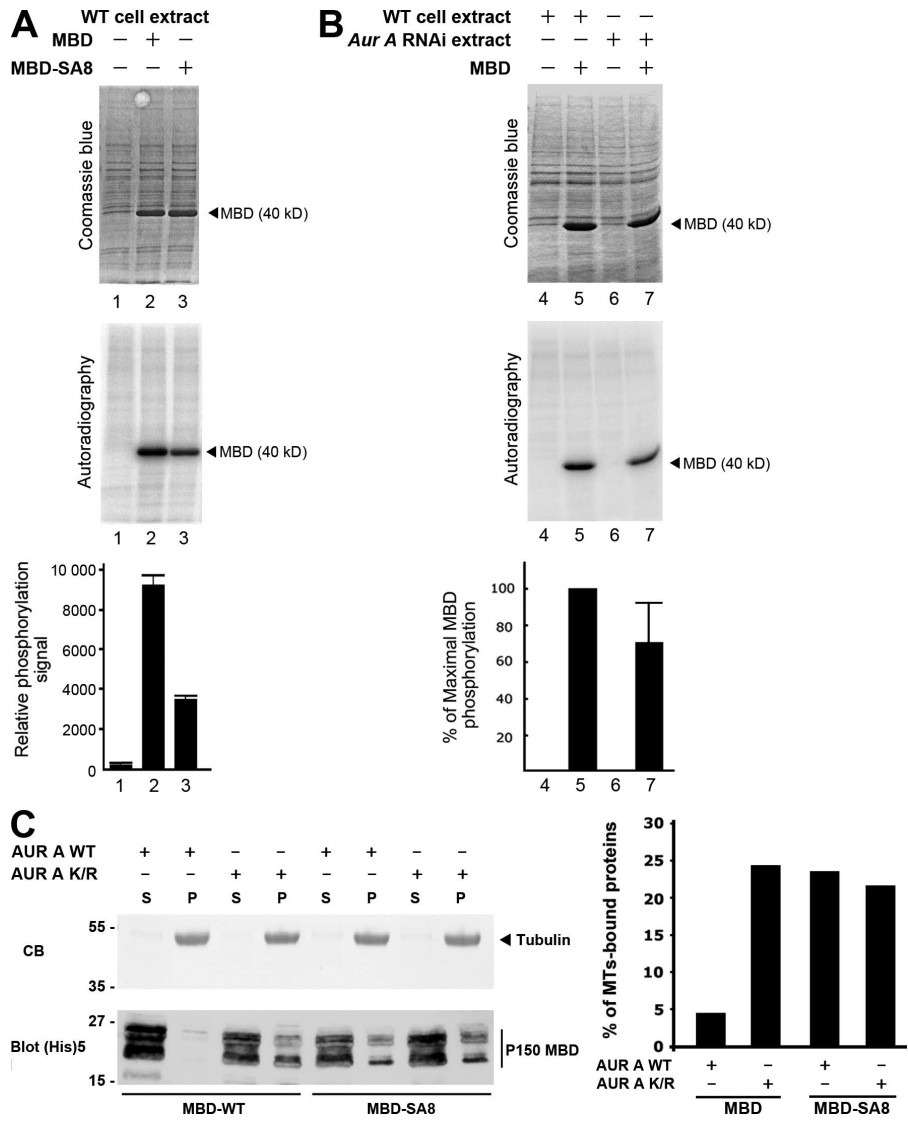 A
WT cell extract
MBD – + –
MBD-SA8 – – +
Coomassie blue
MBD (40 kD)
1 2 3
Autoradiography
MBD (40 kD)
1 2 3
Relative phosphorylation signal
10 000
8000
6000
4000
2000
0
1 2 3
B
WT cell extract + + – –
Aur A RNAi extract – – + +
MBD – + – +
Coomassie blue
MBD (40 kD)
4 5 6 7
Autoradiography
MBD (40 kD)
4 5 6 7
% of Maximal MBD phosphorylation
100
80
60
40
20
4 5 6 7
C
AUR A WT + + – – + + – –
AUR A K/R – – + + – – + +
S P S P S P S P
CB
55 -
35 -
Tubulin
Blot (His)5
27 -
15 -
P150 MBD
MBD-WT MBD-SA8
% of MTs-bound proteins
30
25
20
15
10
5
0
AUR A WT + – + –
AUR A K/R – + – +
MBD MBD-SA8